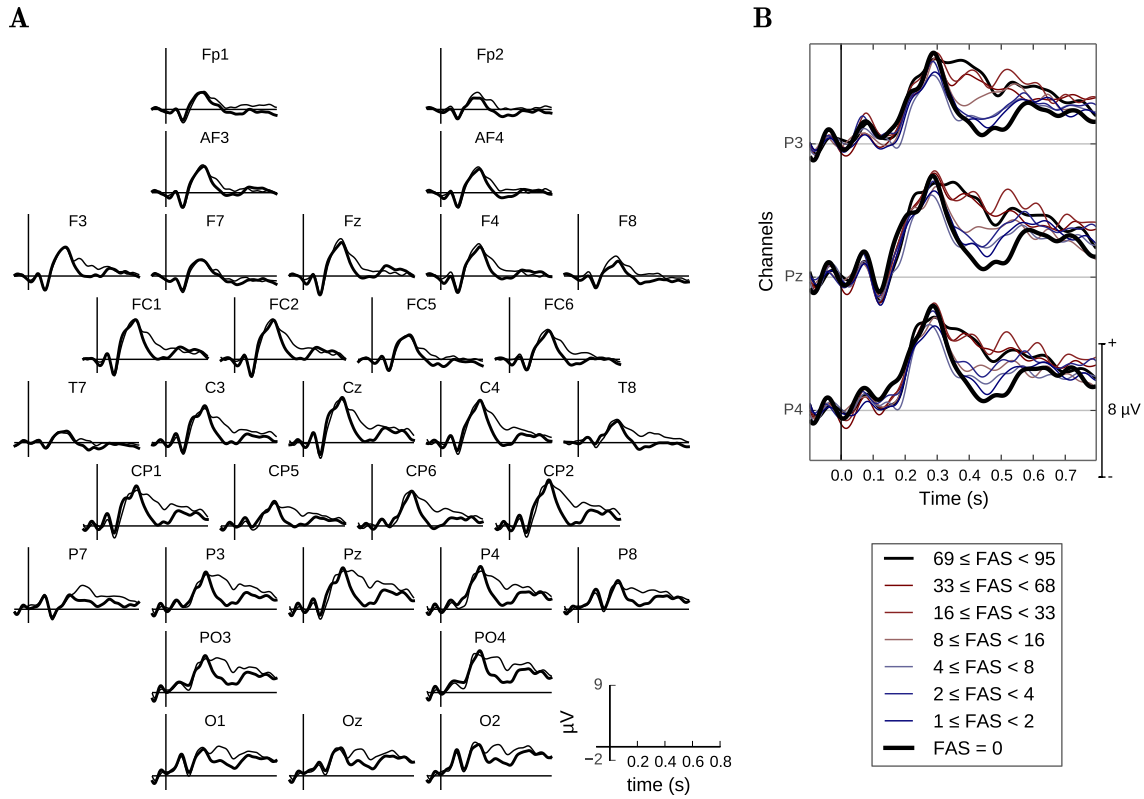 A
Fp1 Fp2
AF3 AF4
F3 F7 Fz F4 F8
FC1 FC2 FC5 FC6
T7 C3 Cz C4 T8
CP1 CP5 CP6 CP2
P7 P3 Pz P4 P8
PO3 PO4
O1 Oz O2
9
µV
−2
0.2 0.4 0.6 0.8
time (s)
B
Channels
P3
Pz
P4
+
8 µV
--
0.0 0.1 0.2 0.3 0.4 0.5 0.6 0.7
Time (s)
69 ≤ FAS < 95
33 ≤ FAS < 68
16 ≤ FAS < 33
8 ≤ FAS < 16
4 ≤ FAS < 8
2 ≤ FAS < 4
1 ≤ FAS < 2
FAS = 0